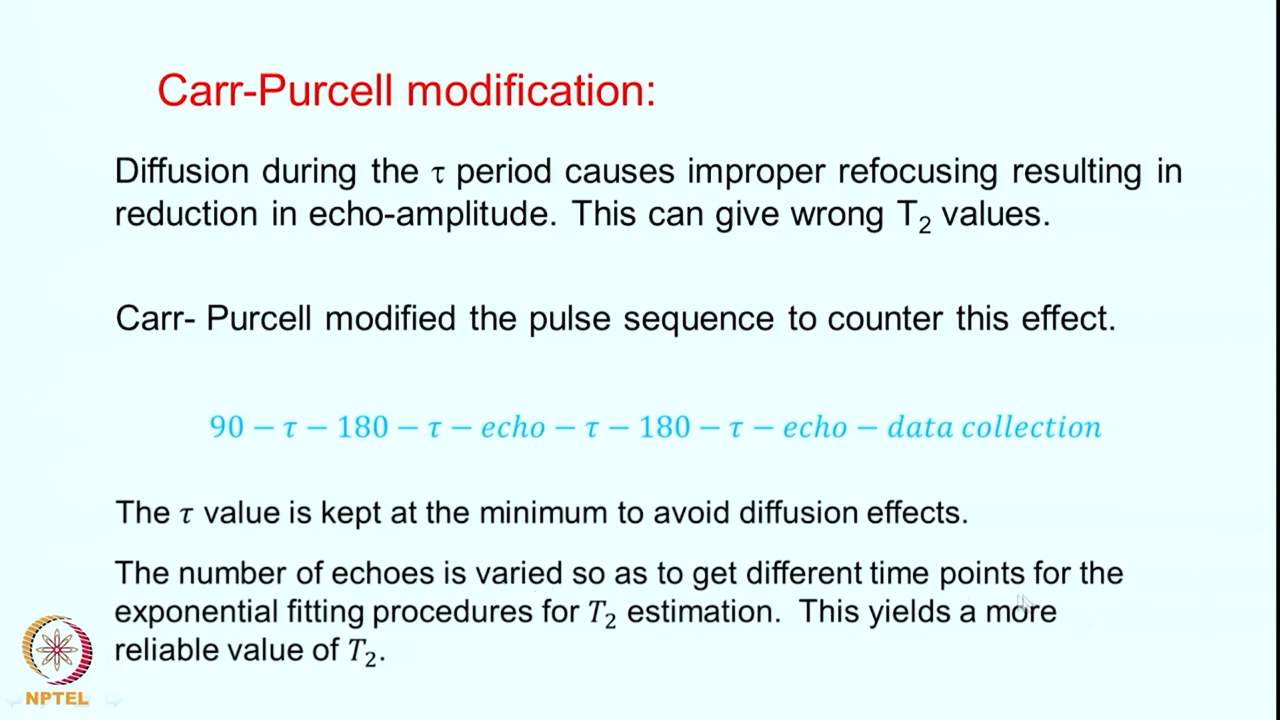 Carr-Purcell modification:
Diffusion during the τ period causes improper refocusing resulting in
reduction in echo-amplitude. This can give wrong T₂ values.
Carr- Purcell modified the pulse sequence to counter this effect.
90 − τ − 180 − τ − echo − τ − 180 − τ − echo − data collection
The τ value is kept at the minimum to avoid diffusion effects.
The number of echoes is varied so as to get different time points for the
exponential fitting procedures for T₂ estimation. This yields a more
reliable value of T₂.
NPTEL